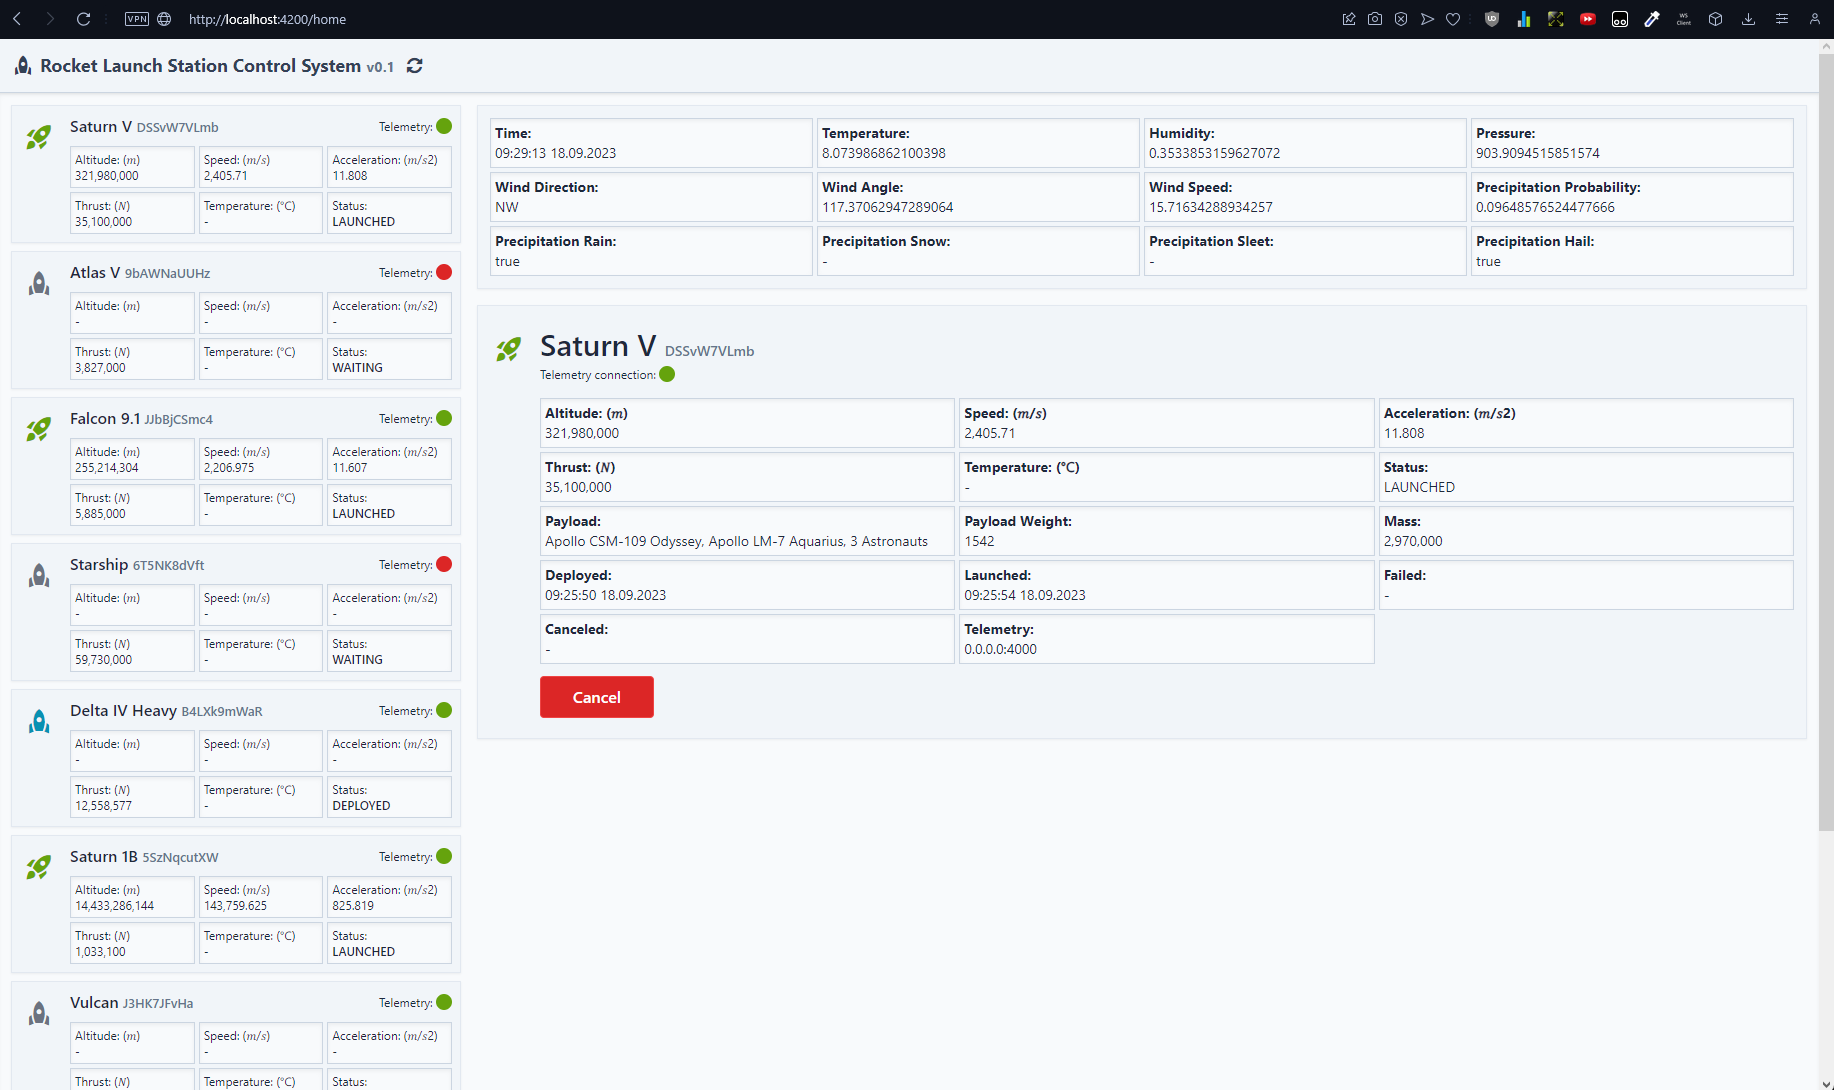 VPN http://localhost:4200/home
WS
Client
Rocket Launch Station Control System v0.1
Saturn V DSSvW7VLmb Telemetry:
Altitude: (m) Speed: (m/s) Acceleration: (m/s2)
321,980,000 2,405.71 11.808
Thrust: (N) Temperature: (°C) Status:
35,100,000 - LAUNCHED
Atlas V 9bAWNaUUHz Telemetry:
Altitude: (m) Speed: (m/s) Acceleration: (m/s2)
- - -
Thrust: (N) Temperature: (°C) Status:
3,827,000 - WAITING
Falcon 9.1 JJbBjCSmc4 Telemetry:
Altitude: (m) Speed: (m/s) Acceleration: (m/s2)
255,214,304 2,206.975 11.607
Thrust: (N) Temperature: (°C) Status:
5,885,000 - LAUNCHED
Starship 6T5NK8dVft Telemetry:
Altitude: (m) Speed: (m/s) Acceleration: (m/s2)
- - -
Thrust: (N) Temperature: (°C) Status:
59,730,000 - WAITING
Delta IV Heavy B4LXk9mWaR Telemetry:
Altitude: (m) Speed: (m/s) Acceleration: (m/s2)
- - -
Thrust: (N) Temperature: (°C) Status:
12,558,577 - DEPLOYED
Saturn 1B 5SzNqcutXW Telemetry:
Altitude: (m) Speed: (m/s) Acceleration: (m/s2)
14,433,286,144 143,759.625 825.819
Thrust: (N) Temperature: (°C) Status:
1,033,100 - LAUNCHED
Vulcan J3HK7JFvHa Telemetry:
Altitude: (m) Speed: (m/s) Acceleration: (m/s2)
- - -
Thrust: (N) Temperature: (°C) Status:
Time: Temperature: Humidity: Pressure:
09:29:13 18.09.2023 8.073986862100398 0.3533853159627072 903.9094515851574
Wind Direction: Wind Angle: Wind Speed: Precipitation Probability:
NW 117.37062947289064 15.71634288934257 0.09648576524477666
Precipitation Rain: Precipitation Snow: Precipitation Sleet: Precipitation Hail:
true - - true
Saturn V DSSvW7VLmb
Telemetry connection:
Altitude: (m) Speed: (m/s) Acceleration: (m/s2)
321,980,000 2,405.71 11.808
Thrust: (N) Temperature: (°C) Status:
35,100,000 - LAUNCHED
Payload: Payload Weight: Mass:
Apollo CSM-109 Odyssey, Apollo LM-7 Aquarius, 3 Astronauts 1542 2,970,000
Deployed: Launched: Failed:
09:25:50 18.09.2023 09:25:54 18.09.2023 -
Canceled: Telemetry:
- 0.0.0.0:4000
Cancel